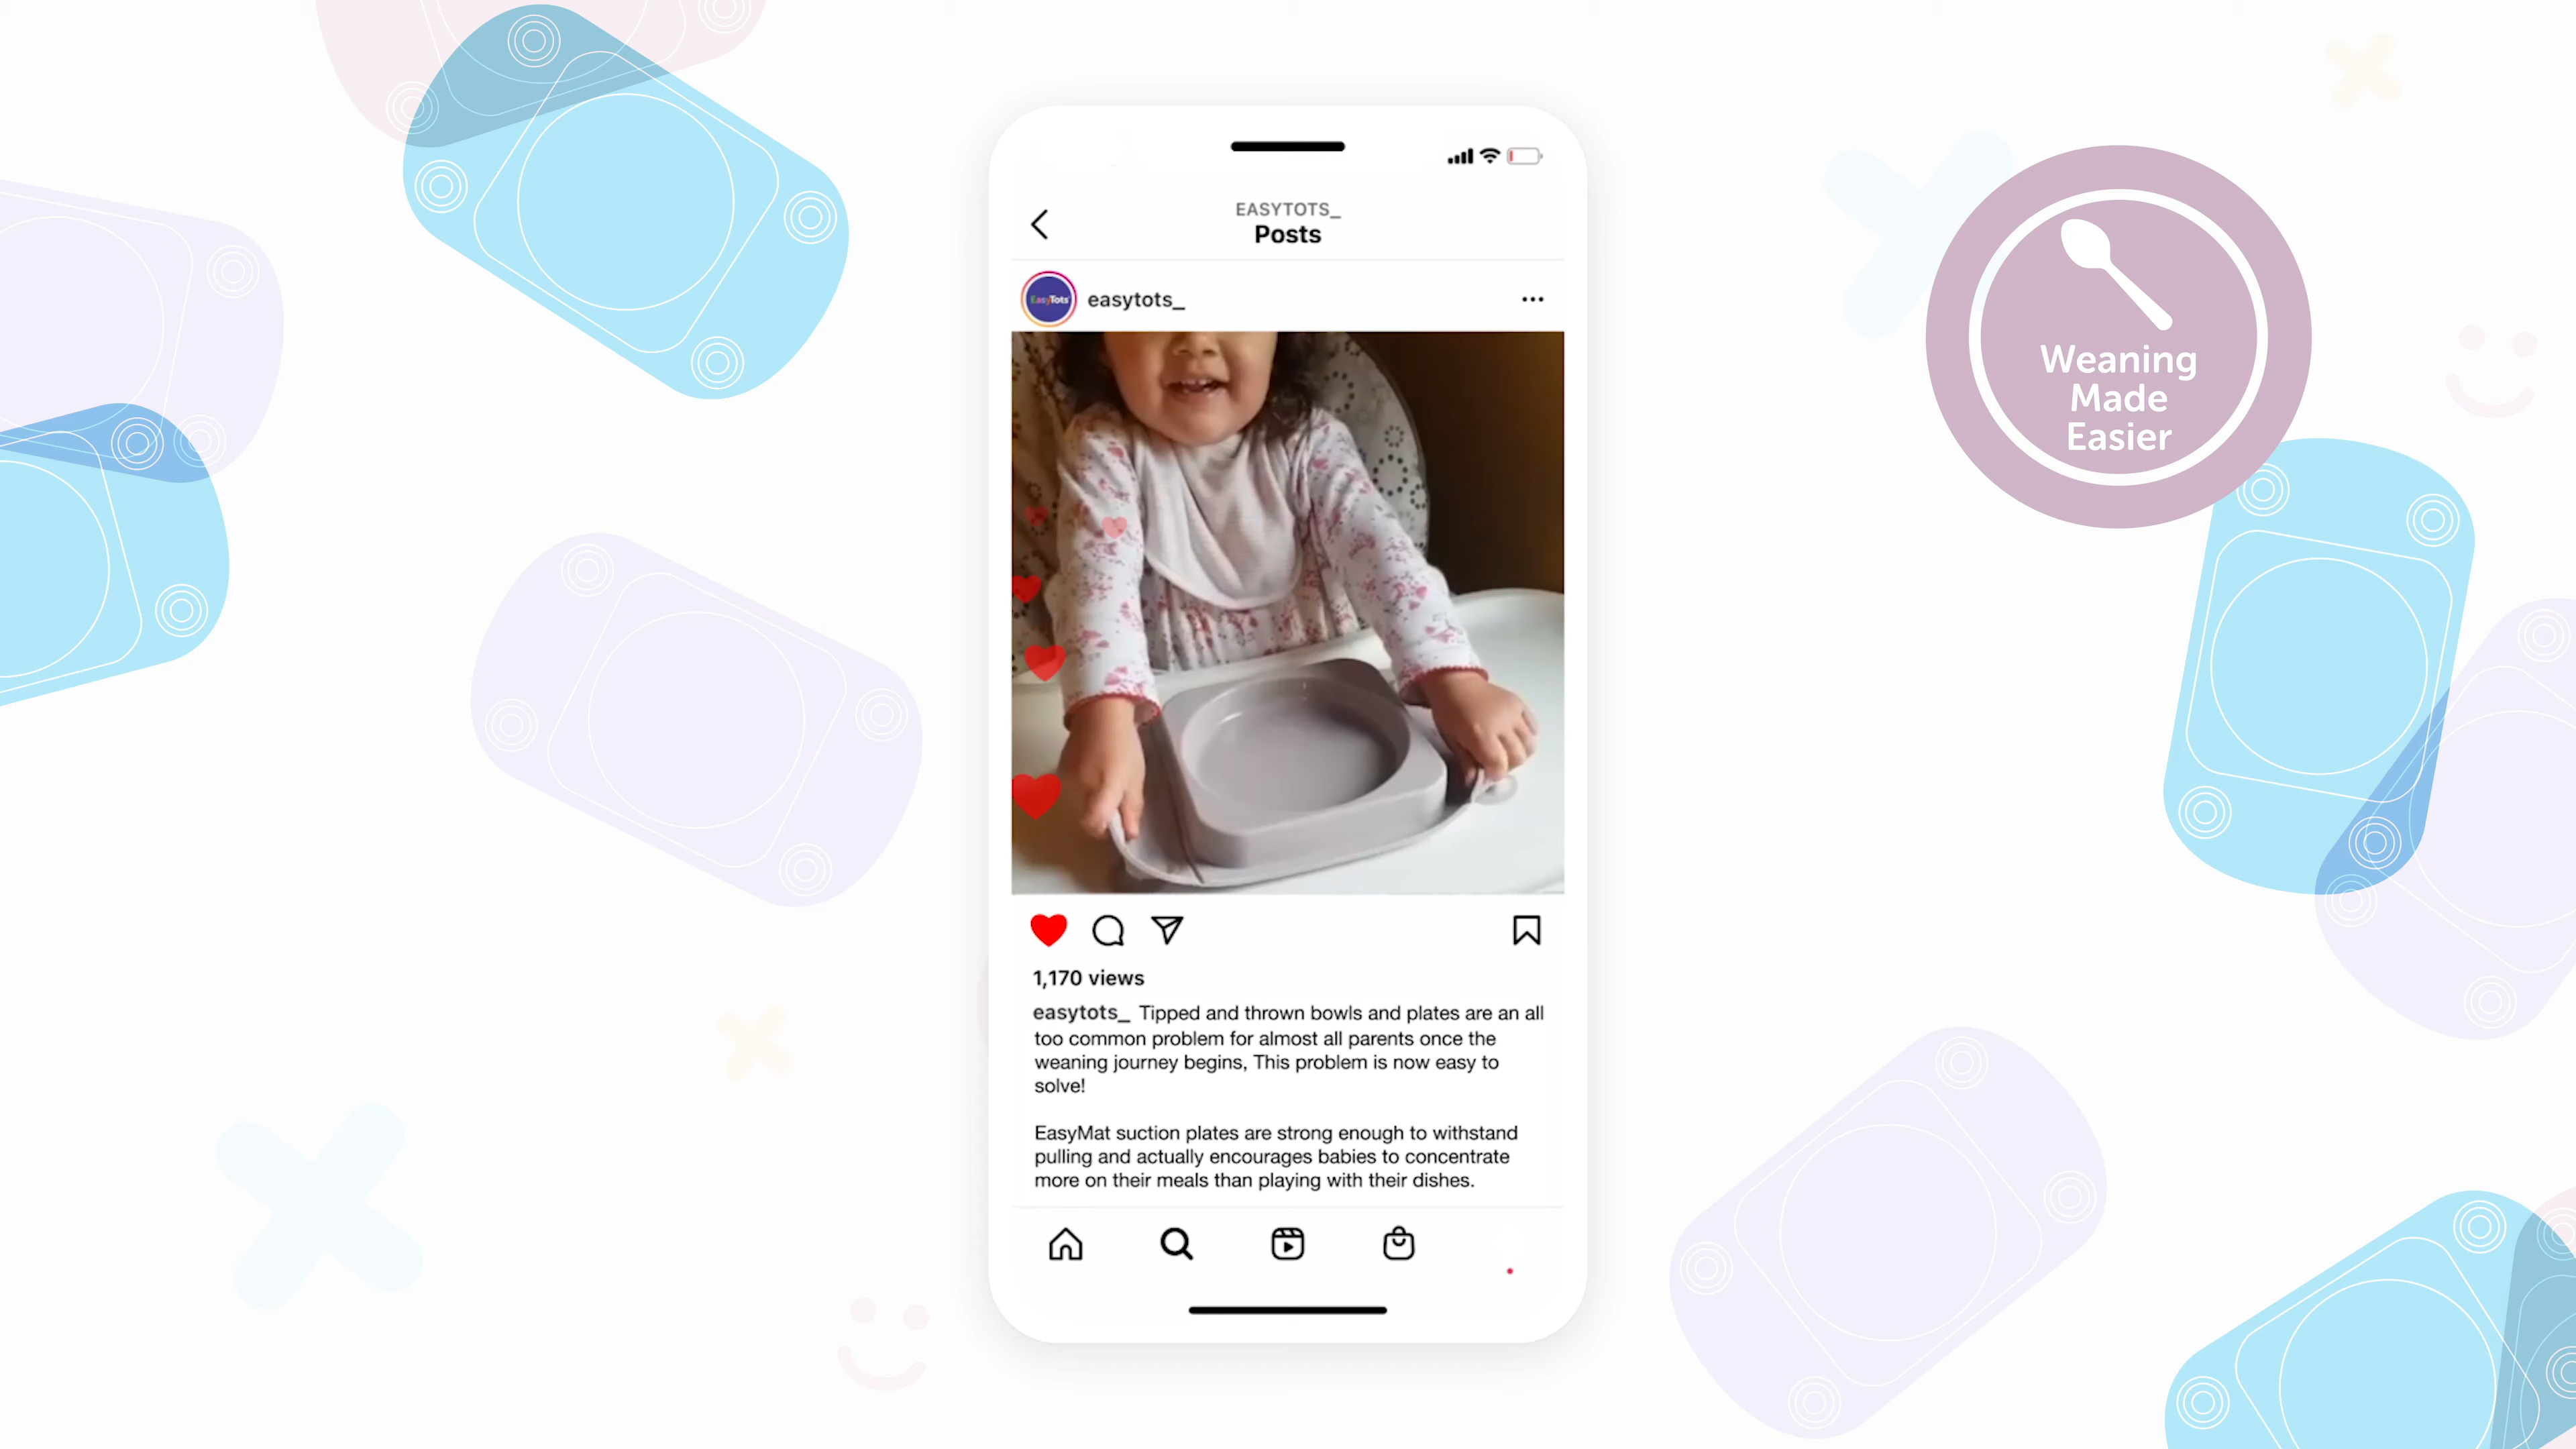 EASYTOTS_
Posts
EasyTots
easytots_
1,170 views
easytots_ Tipped and thrown bowls and plates are an all
too common problem for almost all parents once the
weaning journey begins, This problem is now easy to
solve!
EasyMat suction plates are strong enough to withstand
pulling and actually encourages babies to concentrate
more on their meals than playing with their dishes.
Weaning
Made
Easier